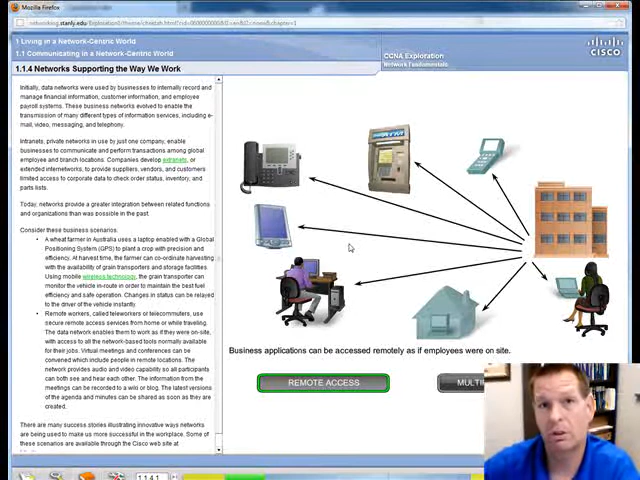 Mozilla Firefox
1 Living in a Network-Centric World
1.1 Communicating in a Network-Centric World
1.1.4 Networks Supporting the Way We Work
CCNA Exploration
Network Fundamentals
CISCO
Initially, data networks were used by businesses to internally record and
manage financial information, customer information, and employee
payroll systems. These business networks evolved to enable the
transmission of many different types of information services, including e-
mail, video, messaging, and telephony.
Intranets, private networks in use by just one company, enable
businesses to communicate and perform transactions among global
employee and branch locations. Companies develop extranets, or
extended internetworks, to provide suppliers, vendors, and customers
limited access to corporate data to check order status, inventory, and
parts lists.
Today, networks provide a greater integration between related functions
and organizations than was possible in the past.
Consider these business scenarios.
• A wheat farmer in Australia uses a laptop enabled with a Global
Positioning System (GPS) to plant a crop with precision and
efficiency. At harvest time, the farmer can co-ordinate harvesting
with the availability of grain transporters and storage facilities.
Using mobile wireless technology, the grain transporter can
monitor the vehicle in-route in order to maintain the best fuel
efficiency and safe operation. Changes in status can be relayed
to the driver of the vehicle instantly.
• Remote workers, called teleworkers or telecommuters, use
secure remote access services from home or while traveling.
The data network enables them to work as if they were on-site,
with access to all the network-based tools normally available
for their jobs. Virtual meetings and conferences can be
convened which include people in remote locations. The
network provides audio and video capability so all participants
can both see and hear each other. The information from the
meetings can be recorded to a wiki or blog. The latest versions
of the agenda and minutes can be shared as soon as they are
created.
There are many success stories illustrating innovative ways networks
are being used to make us more successful in the workplace. Some of
these scenarios are available through the Cisco web site at
ATM
Business applications can be accessed remotely as if employees were on site.
REMOTE ACCESS
MULTI
1.1.4.1